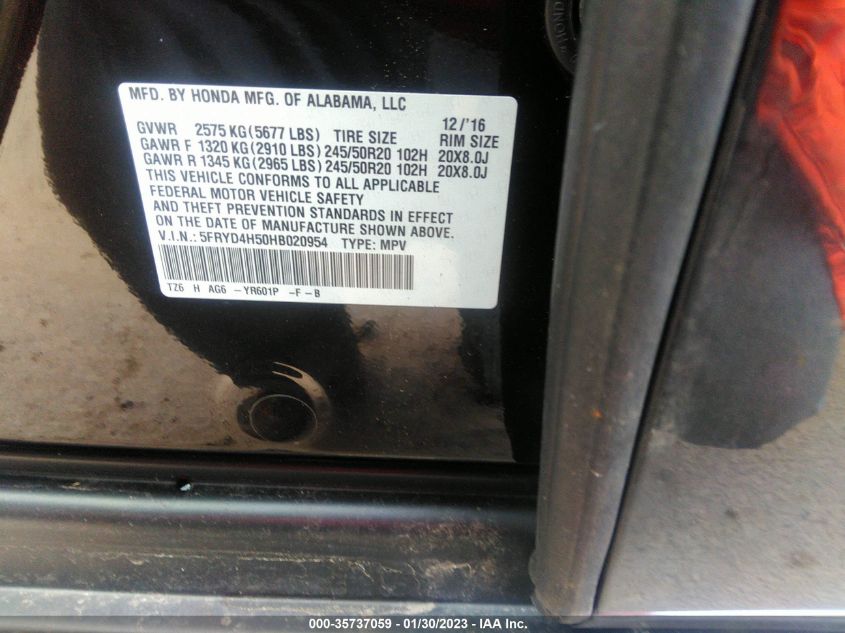 MFD. BY HONDA MFG. OF ALABAMA, LLC
12/'16
GVWR 2575 KG(5677 LBS) TIRE SIZE RIM SIZE
GAWR F 1320 KG(2910 LBS)245/50R20 102H 20X8.0J
GAWR R 1345 KG(2965 LBS)245/50R20 102H 20X8.0J
THIS VEHICLE CONFORMS TO ALL APPLICABLE
FEDERAL MOTOR VEHICLE SAFETY
AND THEFT PREVENTION STANDARDS IN EFFECT
ON THE DATE OF MANUFACTURE SHOWN ABOVE.
V.I.N.: 5FRYD4H50HB020954 TYPE: MPV
TZ6 H AG6 -YR601P -F-B
HOND
000-35737059 - 01/30/2023 - IAA Inc.